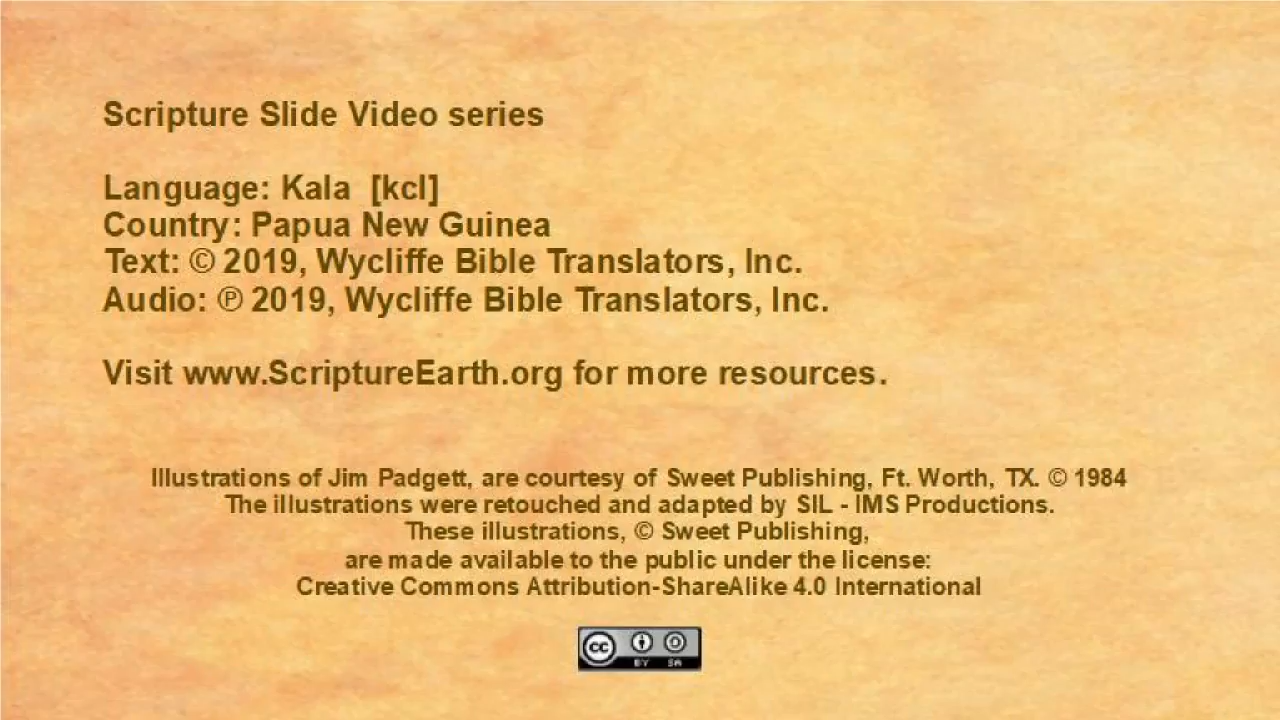 Scripture Slide Video series
Language: Kala [kcl]
Country: Papua New Guinea
Text: © 2019, Wycliffe Bible Translators, Inc.
Audio: ℗ 2019, Wycliffe Bible Translators, Inc.
Visit www.ScriptureEarth.org for more resources.
Illustrations of Jim Padgett, are courtesy of Sweet Publishing, Ft. Worth, TX. © 1984
The illustrations were retouched and adapted by SIL - IMS Productions.
These illustrations, © Sweet Publishing,
are made available to the public under the license:
Creative Commons Attribution-ShareAlike 4.0 International
cc BY SA